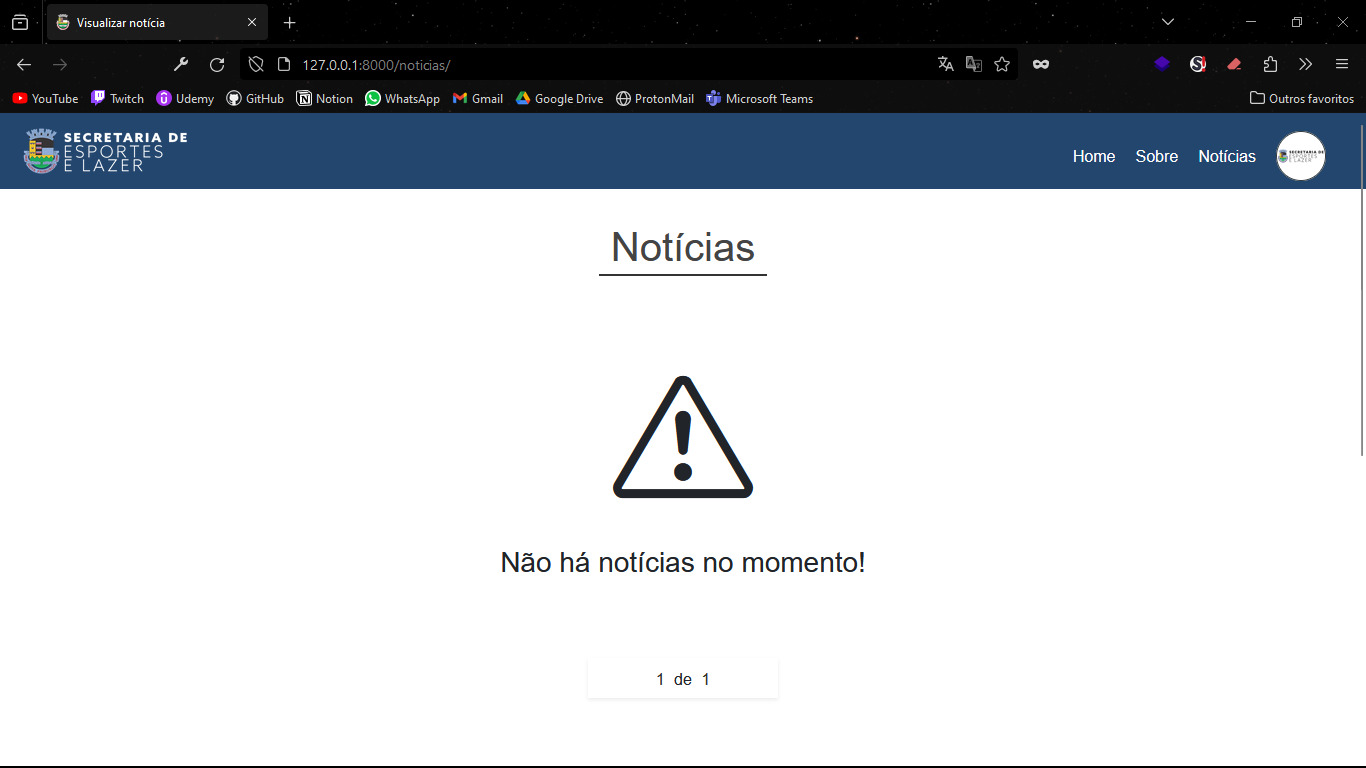 Visualizar notícia
127.0.0.1:8000/noticias/
YouTube Twitch Udemy GitHub Notion WhatsApp Gmail Google Drive ProtonMail Microsoft Teams Outros favoritos
SECRETARIA DE
ESPORTES
E LAZER
Home Sobre Notícias
SECRETARIA DE
ESPORTES
E LAZER
Notícias
Não há notícias no momento!
1 de 1